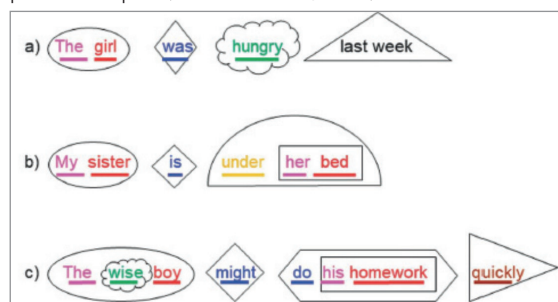 a) The girl was hungry last week
b) My sister is under her bed
c) The wise boy might do his homework quickly